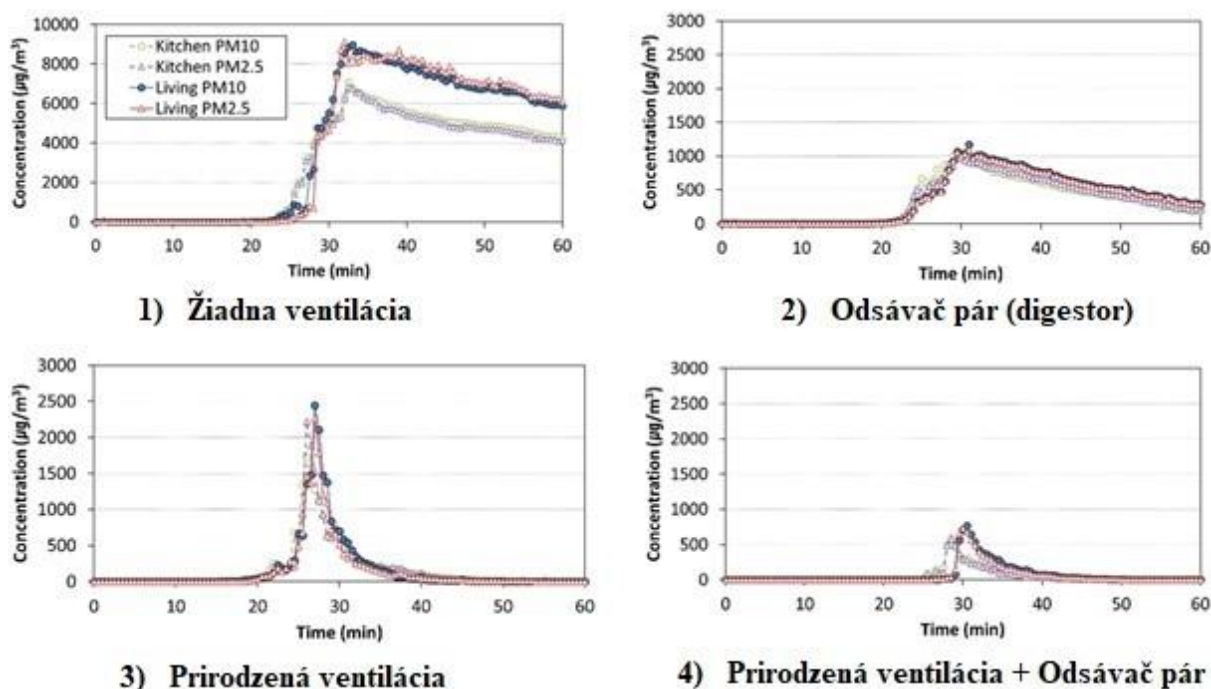 10000
8000
6000
4000
2000
0
Concentration (µg/m³)
Kitchen PM10
Kitchen PM2.5
Living PM10
Living PM2.5
0 10 20 30 40 50 60
Time (min)
1) Žiadna ventilácia
3000
2500
2000
1500
1000
500
0
Concentration (µg/m³)
0 10 20 30 40 50 60
Time (min)
2) Odsávač pár (digestor)
3000
2500
2000
1500
1000
500
0
Concentration (µg/m³)
0 10 20 30 40 50 60
Time (min)
3) Prirodzená ventilácia
3000
2500
2000
1500
1000
500
0
Concentration (µg/m³)
0 10 20 30 40 50 60
Time (min)
4) Prirodzená ventilácia + Odsávač pár